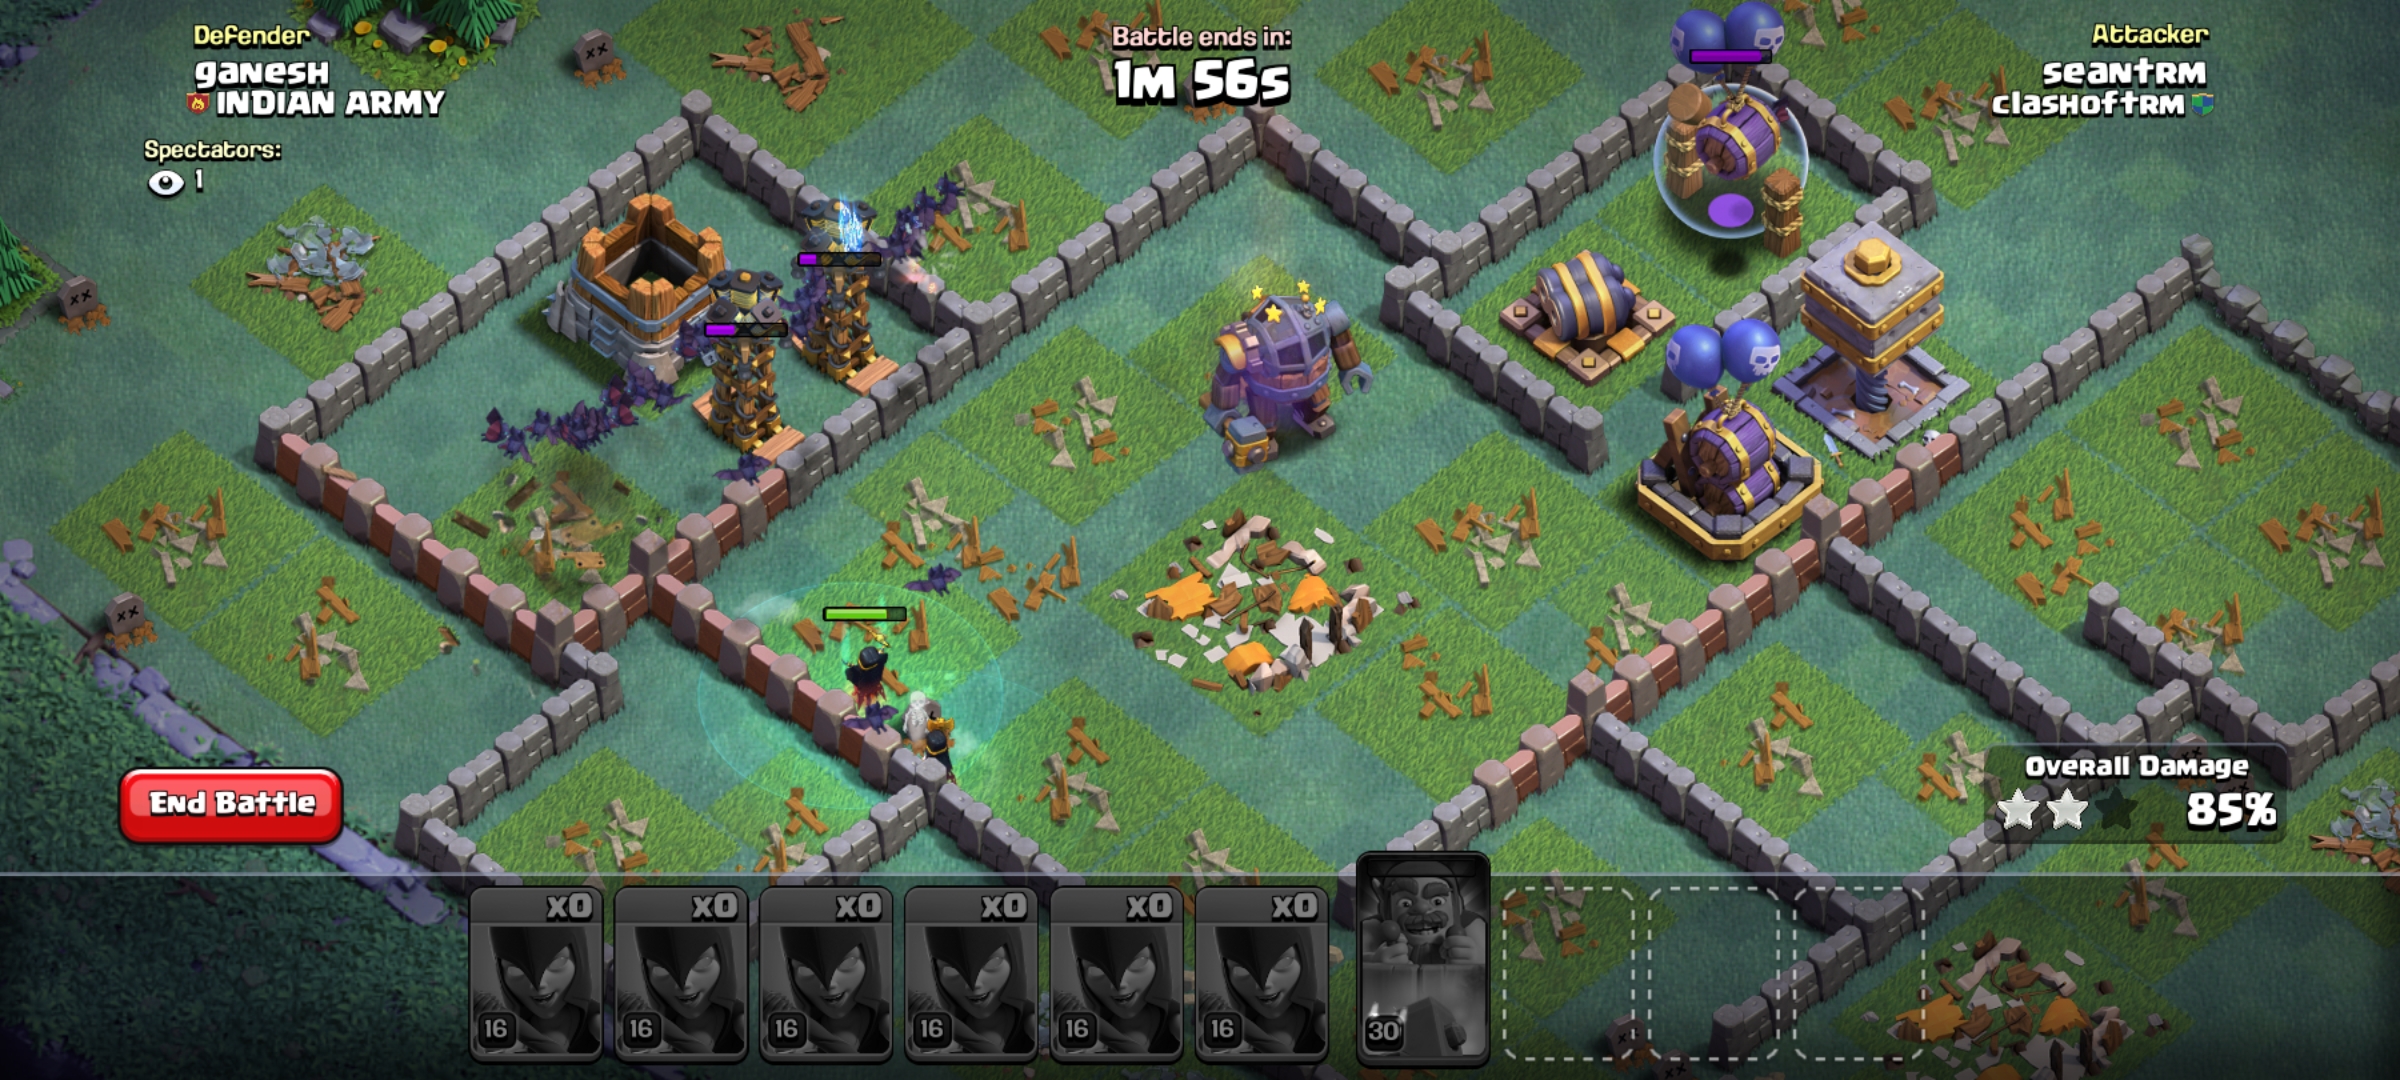 Defender
ganesh
INDIAN ARMY
Spectators:
1
Battle ends in:
1M 56s
Attacker
seantrm
clashoftrm
End Battle
Overall Damage
85%
x0 x0 x0 x0 x0 x0
16 16 16 16 16 16 30